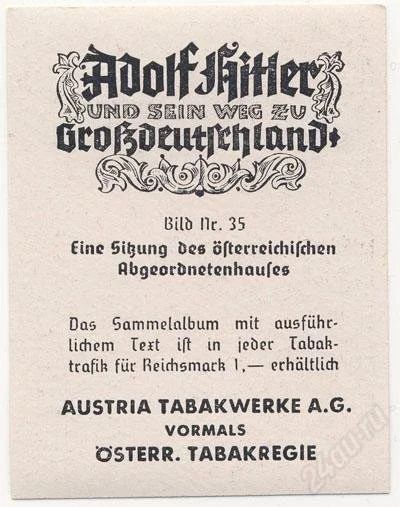 Adolf Hitler
UND SEIN WEG ZU
Großdeutschland
Bild Nr. 35
Eine Sitzung des österreichischen
Abgeordnetenhauses
Das Sammelalbum mit ausführ-
lichem Text ist in jeder Tabak-
trafik für Reichsmark 1,— erhältlich
AUSTRIA TABAKWERKE A.G.
VORMALS
ÖSTERR. TABAKREGIE
24au.ru